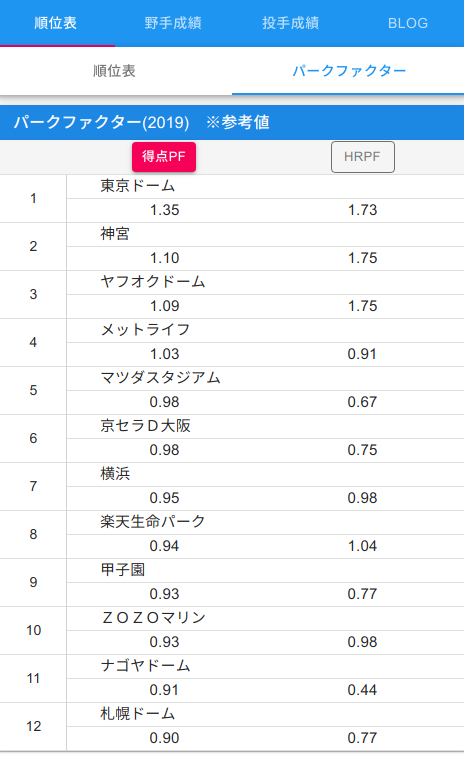 順位表 野手成績 投手成績 BLOG
順位表 パークファクター
パークファクター(2019) ※参考値
得点PF HRPF
1 東京ドーム
1.35 1.73
2 神宮
1.10 1.75
3 ヤフオクドーム
1.09 1.75
4 メットライフ
1.03 0.91
5 マツダスタジアム
0.98 0.67
6 京セラＤ大阪
0.98 0.75
7 横浜
0.95 0.98
8 楽天生命パーク
0.94 1.04
9 甲子園
0.93 0.77
10 ＺＯＺＯマリン
0.93 0.98
11 ナゴヤドーム
0.91 0.44
12 札幌ドーム
0.90 0.77